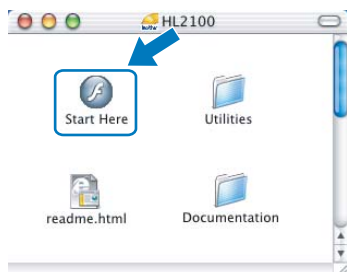 HL2100
Start Here
Utilities
readme.html
Documentation